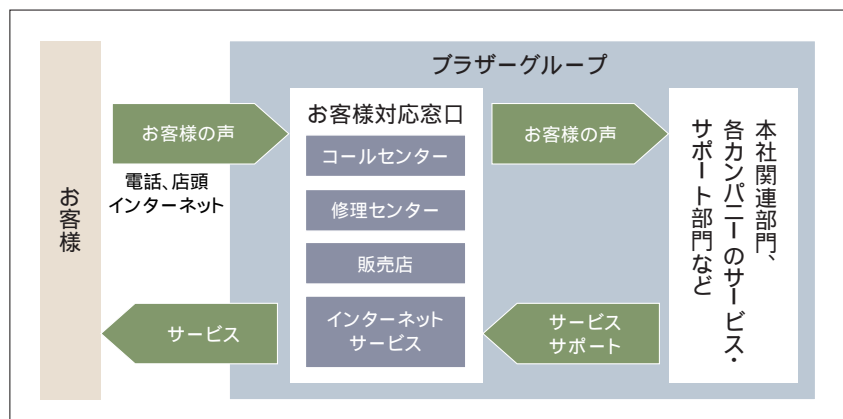 ブラザーグループ
お客様
お客様の声
電話、店頭
インターネット
サービス
お客様対応窓口
コールセンター
修理センター
販売店
インターネット
サービス
お客様の声
サービス
サポート
本社関連部門、
各カンパニーのサービス・
サポート部門など